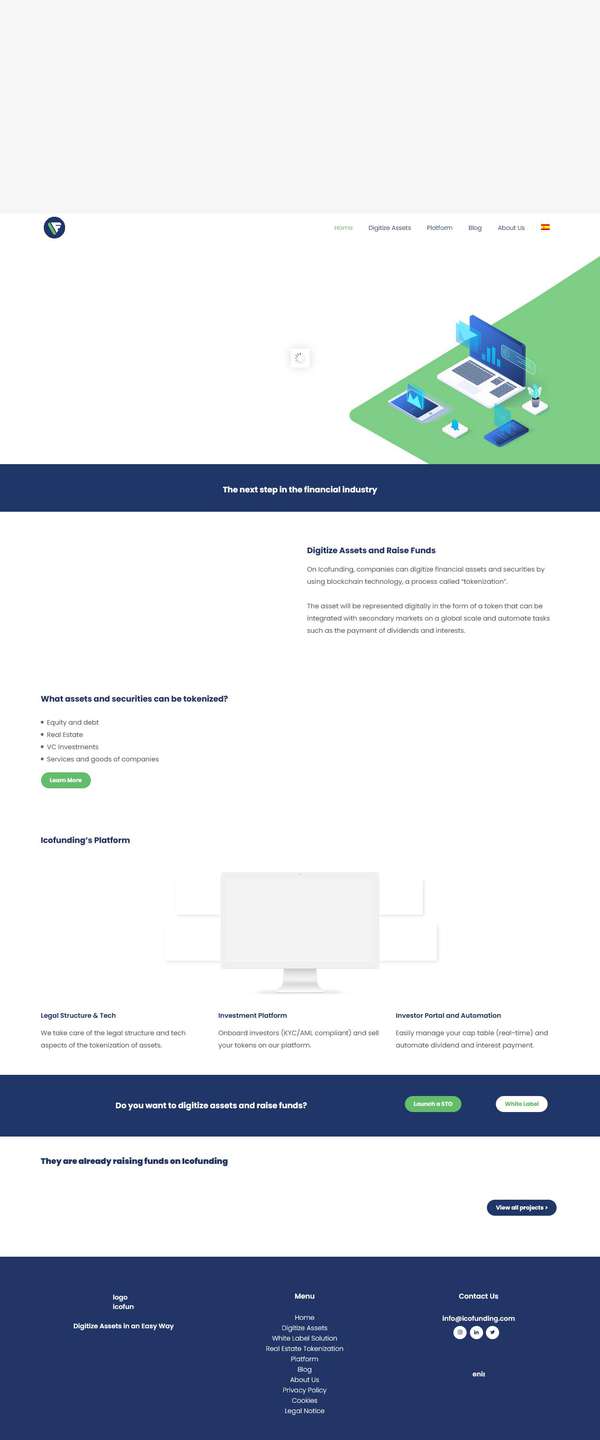 Home Digitize Assets Platform Blog About Us
The next step in the financial industry
Digitize Assets and Raise Funds
On Icofunding, companies can digitize financial assets and securities by
using blockchain technology, a process called “tokenization”.
The asset will be represented digitally in the form of a token that can be
integrated with secondary markets on a global scale and automate tasks
such as the payment of dividends and interests.
What assets and securities can be tokenized?
Equity and debt
Real Estate
VC Investments
Services and goods of companies
Learn More
Icofunding’s Platform
Legal Structure & Tech
We take care of the legal structure and tech
aspects of the tokenization of assets.
Investment Platform
Onboard investors (KYC/AML compliant) and sell
your tokens on our platform.
Investor Portal and Automation
Easily manage your cap table (real-time) and
automate dividend and interest payment.
Do you want to digitize assets and raise funds?
Launch a STO
White Label
They are already raising funds on Icofunding
View all projects >
logo
icofun
Digitize Assets in an Easy Way
Menu
Home
Digitize Assets
White Label Solution
Real Estate Tokenization
Platform
Blog
About Us
Privacy Policy
Cookies
Legal Notice
Contact Us
info@icofunding.com